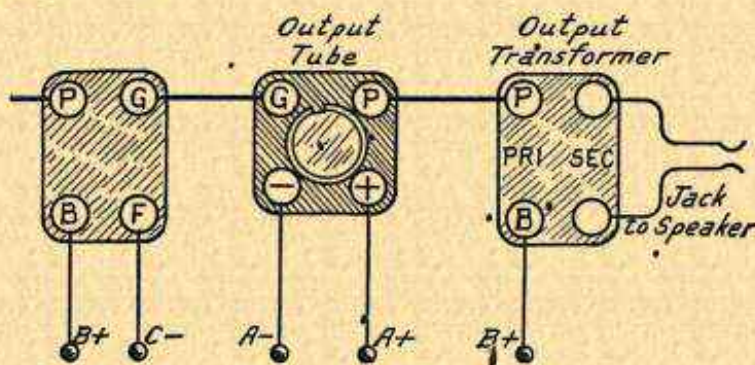 Output
Tube
Output
Transformer
P G
G P
P
PRI SEC
B F
- +
B
Jack
to Speaker
B+ C- A- A+ B+